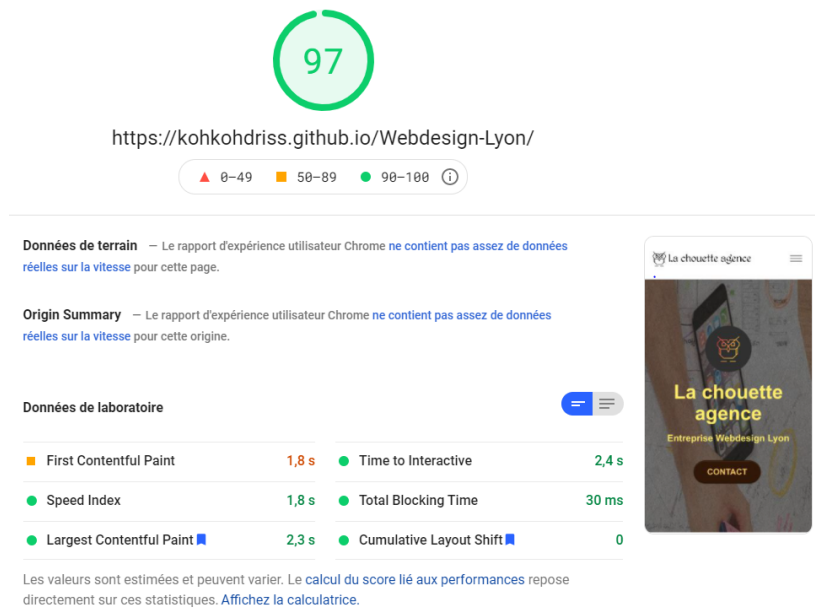 97
https://kohkohdriss.github.io/Webdesign-Lyon/
0–49 50–89 90–100
Données de terrain — Le rapport d'expérience utilisateur Chrome ne contient pas assez de données
réelles sur la vitesse pour cette page.
Origin Summary — Le rapport d'expérience utilisateur Chrome ne contient pas assez de données
réelles sur la vitesse pour cette origine.
Données de laboratoire
First Contentful Paint 1,8 s
Time to Interactive 2,4 s
Speed Index 1,8 s
Total Blocking Time 30 ms
Largest Contentful Paint 2,3 s
Cumulative Layout Shift 0
Les valeurs sont estimées et peuvent varier. Le calcul du score lié aux performances repose
directement sur ces statistiques. Affichez la calculatrice.
La chouette agence
La chouette
agence
Entreprise Webdesign Lyon
CONTACT